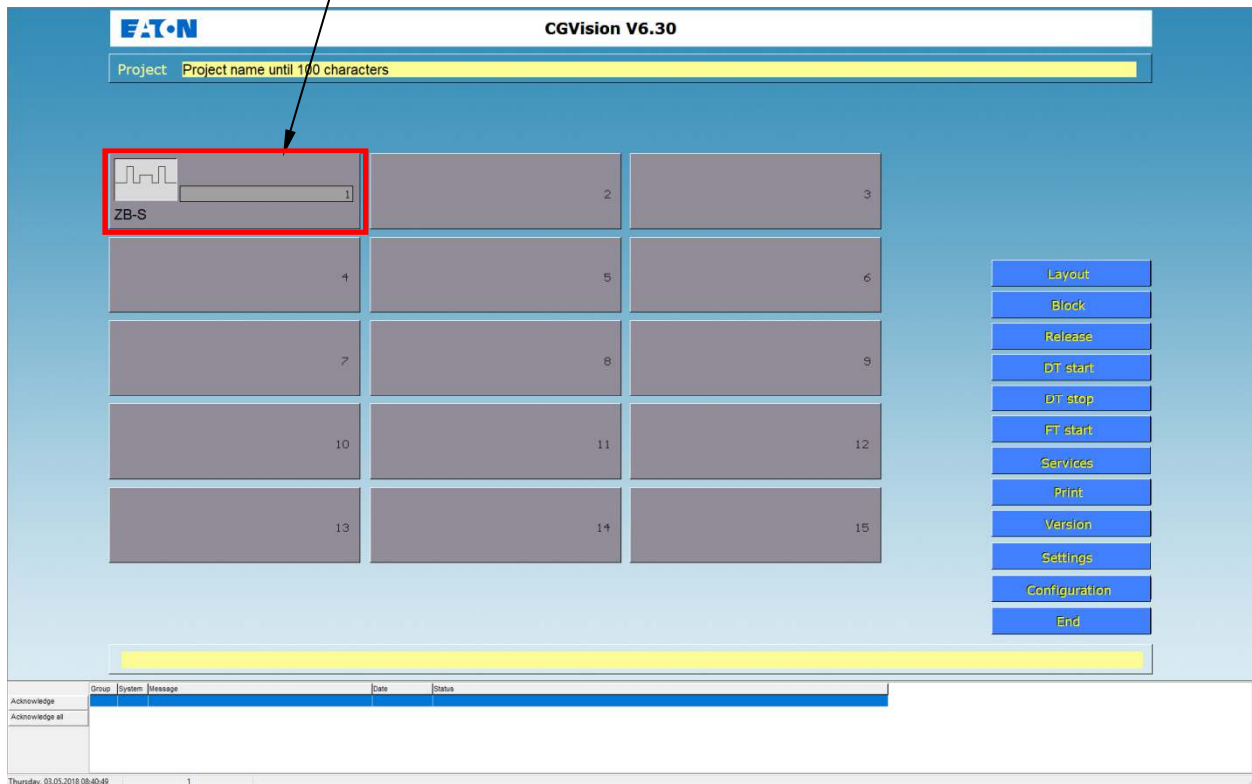 EATON
CGVision V6.30
Project Project name until 100 characters
1
ZB-S
2
3
4
5
6
7
8
9
10
11
12
13
14
15
Layout
Block
Release
DT start
DT stop
FT start
Services
Print
Version
Settings
Configuration
End
Group System Message Date Status
Acknowledge
Acknowledge all
Thursday, 03.05.2018 08:40:49 1